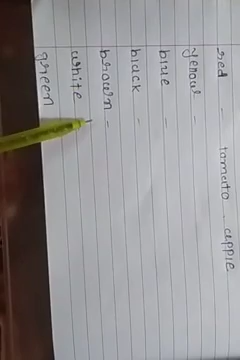 red - tomato - apple
yellow -
blue -
black -
brown -
white
green